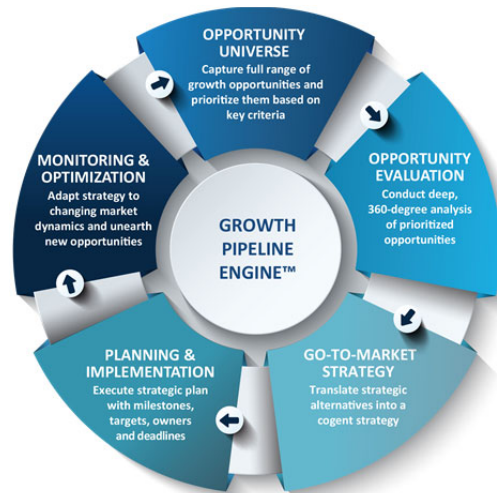 OPPORTUNITY
UNIVERSE
Capture full range of
growth opportunities and
prioritize them based on
key criteria
OPPORTUNITY
EVALUATION
Conduct deep,
360-degree analysis
of prioritized
opportunities
GO-TO-MARKET
STRATEGY
Translate strategic
alternatives into a
cogent strategy
PLANNING &
IMPLEMENTATION
Execute strategic plan
with milestones,
targets, owners
and deadlines
MONITORING &
OPTIMIZATION
Adapt strategy to
changing market
dynamics and unearth
new opportunities
GROWTH
PIPELINE
ENGINE™